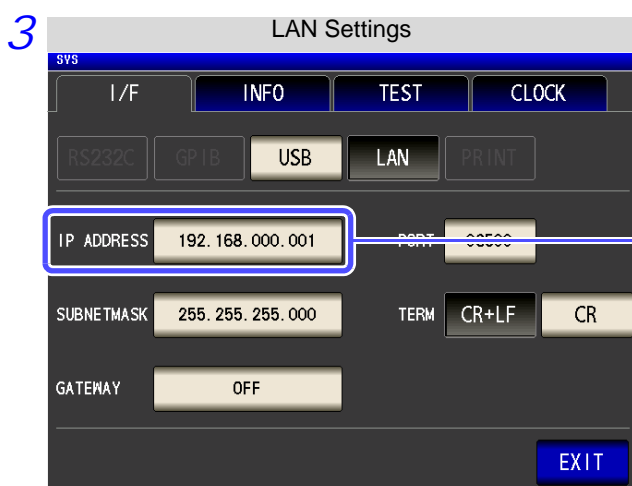 3
LAN Settings
SYS
I/F INFO TEST CLOCK
RS232C GPIB USB LAN PRINT
IP ADDRESS 192.168.000.001 PORT
SUBNETMASK 255.255.255.000 TERM CR+LF CR
GATEWAY OFF
EXIT